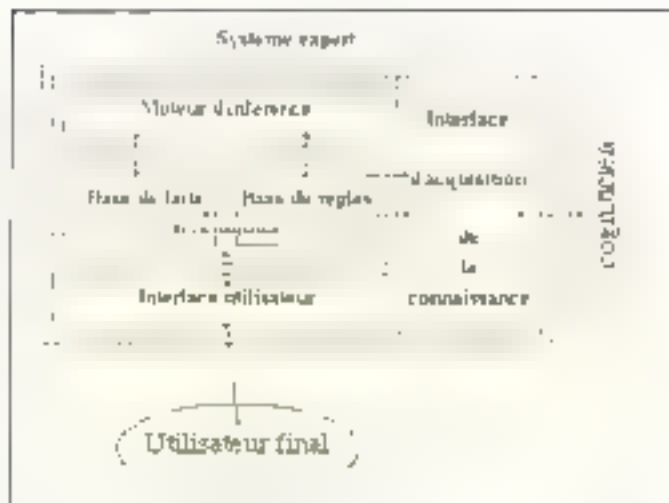 Système expert
Moteur d'inférence
Interface
d'acquisition
Base de faits
Base de règles
de
la
Interface utilisateur
connaissance
Utilisateur final